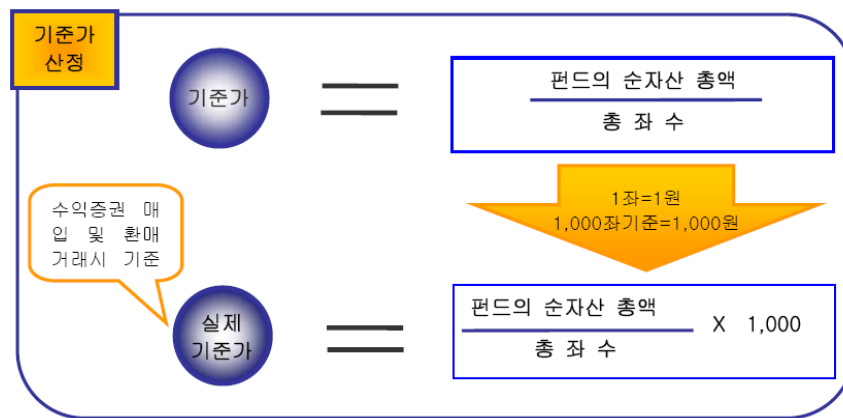 기준가
산정
기준가
펀드의 순자산 총액
총 좌 수
1좌=1원
1,000좌기준=1,000원
수익증권 매
입 및 환매
거래시 기준
실제
기준가
펀드의 순자산 총액
총 좌 수
X 1,000